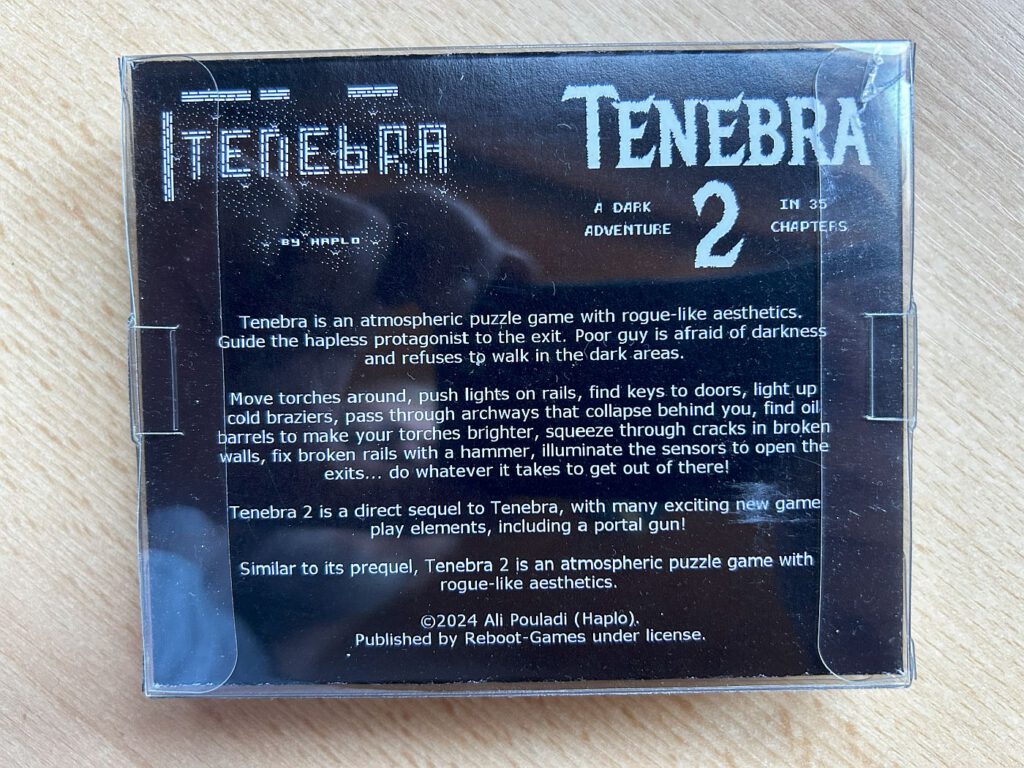 TENEBRA
BY HAPLO
TENEBRA
2
A DARK
ADVENTURE
IN 35
CHAPTERS
Tenebra is an atmospheric puzzle game with rogue-like aesthetics.
Guide the hapless protagonist to the exit. Poor guy is afraid of darkness
and refuses to walk in the dark areas.
Move torches around, push lights on rails, find keys to doors, light up
cold braziers, pass through archways that collapse behind you, find oil
barrels to make your torches brighter, squeeze through cracks in broken
walls, fix broken rails with a hammer, illuminate the sensors to open the
exits... do whatever it takes to get out of there!
Tenebra 2 is a direct sequel to Tenebra, with many exciting new game
play elements, including a portal gun!
Similar to its prequel, Tenebra 2 is an atmospheric puzzle game with
rogue-like aesthetics.
©2024 Ali Pouladi (Haplo).
Published by Reboot-Games under license.